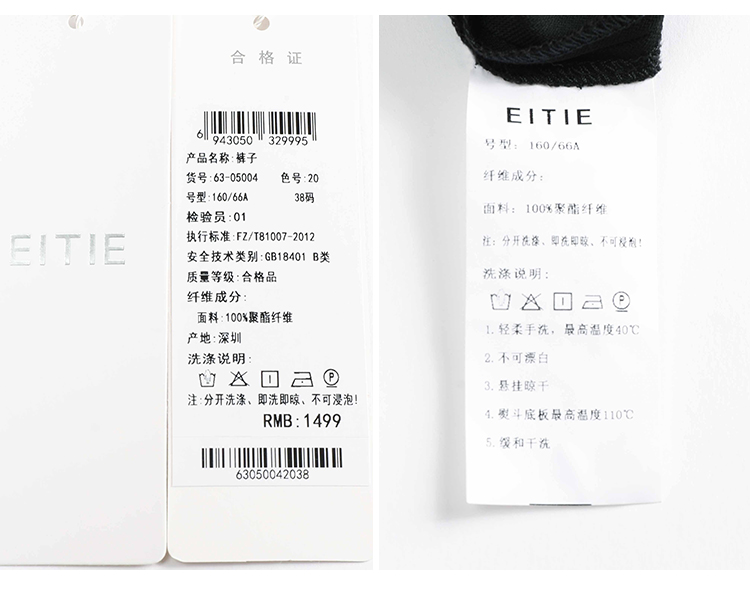 EITIE
合格证
6 943050 329995
产品名称:裤子
货号:63-05004 色号:20
号型:160/66A 38码
检验员:01
执行标准:FZ/T81007-2012
安全技术类别:GB18401 B类
质量等级:合格品
纤维成分:
面料:100%聚酯纤维
产地:深圳
洗涤说明:
P
注:分开洗涤、即洗即晾、不可浸泡!
RMB:1499
63050042038
EITIE
号型: 160/66A
纤维成分:
面料: 100%聚酯纤维
注: 分开洗涤、即洗即晾、不可浸泡!
洗涤说明:
P
1.轻柔手洗，最高温度40℃
2.不可漂白
3.悬挂晾干
4.熨斗底板最高温度110℃
5.缓和干洗